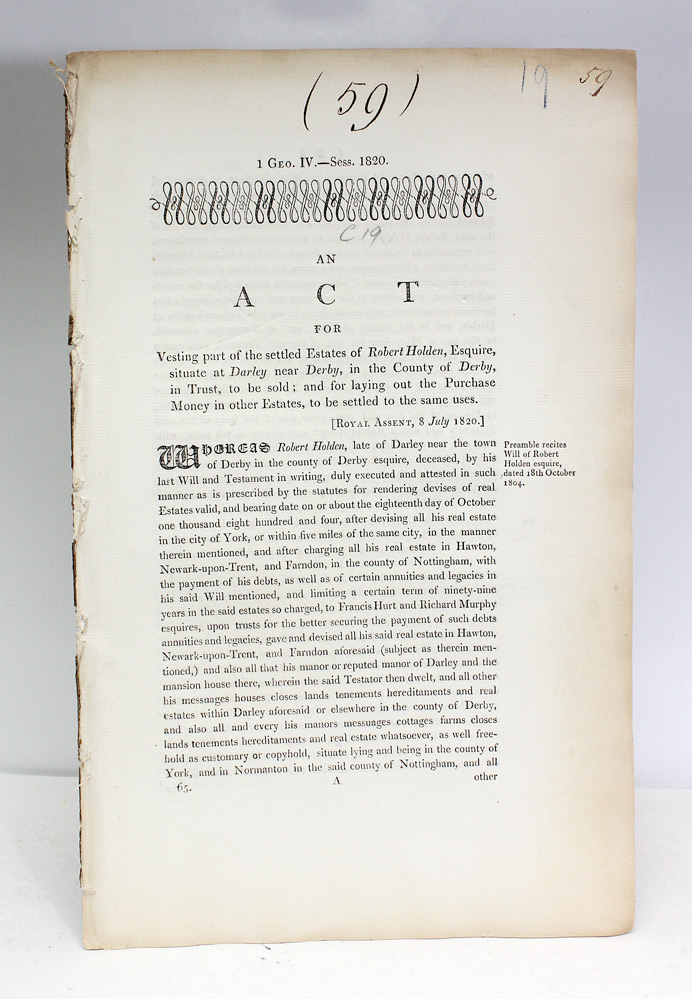 (59)
19 59
1 GEO. IV.—Sess. 1820.
C 19
AN
ACT
FOR
Vesting part of the settled Estates of Robert Holden, Esquire,
situate at Darley near Derby, in the County of Derby,
in Trust, to be sold; and for laying out the Purchase
Money in other Estates, to be settled to the same uses.
[ROYAL ASSENT, 8 July 1820.]
WHEREAS Robert Holden, late of Darley near the town
of Derby in the county of Derby esquire, deceased, by his
last Will and Testament in writing, duly executed and attested in such
manner as is prescribed by the statutes for rendering devises of real
Estates valid, and bearing date on or about the eighteenth day of October
one thousand eight hundred and four, after devising all his real estate
in the city of York, or within five miles of the same city, in the manner
therein mentioned, and after charging all his real estate in Hawton,
Newark-upon-Trent, and Farndon, in the county of Nottingham, with
the payment of his debts, as well as of certain annuities and legacies in
his said Will mentioned, and limiting a certain term of ninety-nine
years in the said estates so charged, to Francis Hurt and Richard Murphy
esquires, upon trusts for the better securing the payment of such debts
annuities and legacies, gave and devised all his said real estate in Hawton,
Newark-upon-Trent, and Farndon aforesaid (subject as therein men-
tioned,) and also all that his manor or reputed manor of Darley and the
mansion house there, wherein the said Testator then dwelt, and all other
his messuages houses closes lands tenements hereditaments and real
estates within Darley aforesaid or elsewhere in the county of Derby,
and also all and every his manors messuages cottages farms closes
lands tenements hereditaments and real estate whatsoever, as well free-
hold as customary or copyhold, situate lying and being in the county of
York, and in Normanton in the said county of Nottingham, and all
65. A other
Preamble recites
Will of Robert
Holden esquire,
dated 18th October
1804.